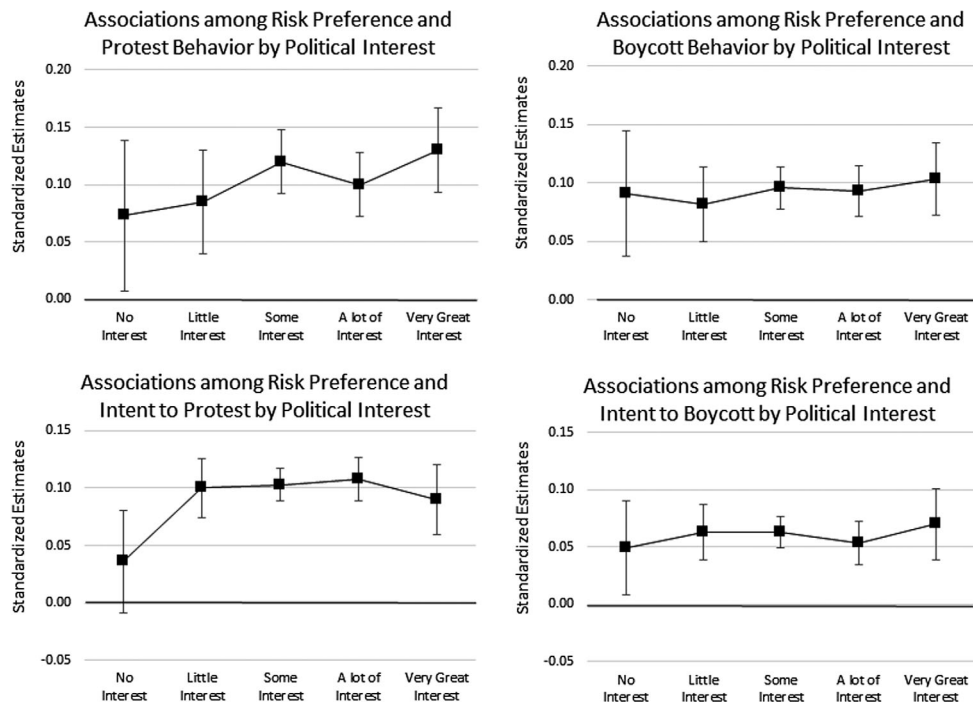 Associations among Risk Preference and
Protest Behavior by Political Interest
Standardized Estimates
0.20
0.15
0.10
0.05
0.00
No
Interest
Little
Interest
Some
Interest
A lot of
Interest
Very Great
Interest
Associations among Risk Preference and
Boycott Behavior by Political Interest
Standardized Estimates
0.20
0.15
0.10
0.05
0.00
No
Interest
Little
Interest
Some
Interest
A lot of
Interest
Very Great
Interest
Associations among Risk Preference and
Intent to Protest by Political Interest
Standardized Estimates
0.15
0.10
0.05
0.00
-0.05
No
Interest
Little
Interest
Some
Interest
A lot of
Interest
Very Great
Interest
Associations among Risk Preference and
Intent to Boycott by Political Interest
Standardized Estimates
0.15
0.10
0.05
0.00
-0.05
No
Interest
Little
Interest
Some
Interest
A lot of
Interest
Very Great
Interest